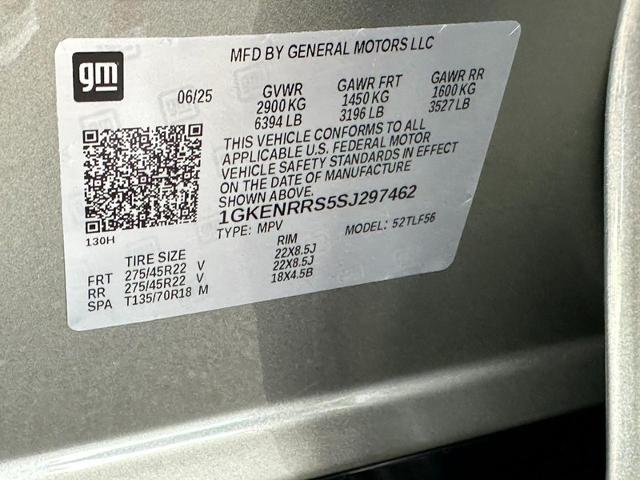 gm
MFD BY GENERAL MOTORS LLC
06/25 GVWR GAWR FRT GAWR RR
2900 KG 1450 KG 1600 KG
6394 LB 3196 LB 3527 LB
THIS VEHICLE CONFORMS TO ALL
APPLICABLE U.S. FEDERAL MOTOR
VEHICLE SAFETY STANDARDS IN EFFECT
ON THE DATE OF MANUFACTURE
SHOWN ABOVE.
1GKENRRS5SJ297462
130H
TYPE: MPV MODEL: 52TLF56
TIRE SIZE RIM
FRT 275/45R22 V 22X8.5J
RR 275/45R22 V 22X8.5J
SPA T135/70R18 M 18X4.5B